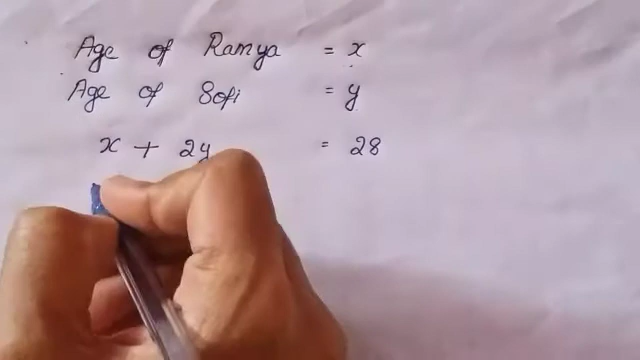 Age of Ramya = x
Age of Sofi = y
x + 2y = 28